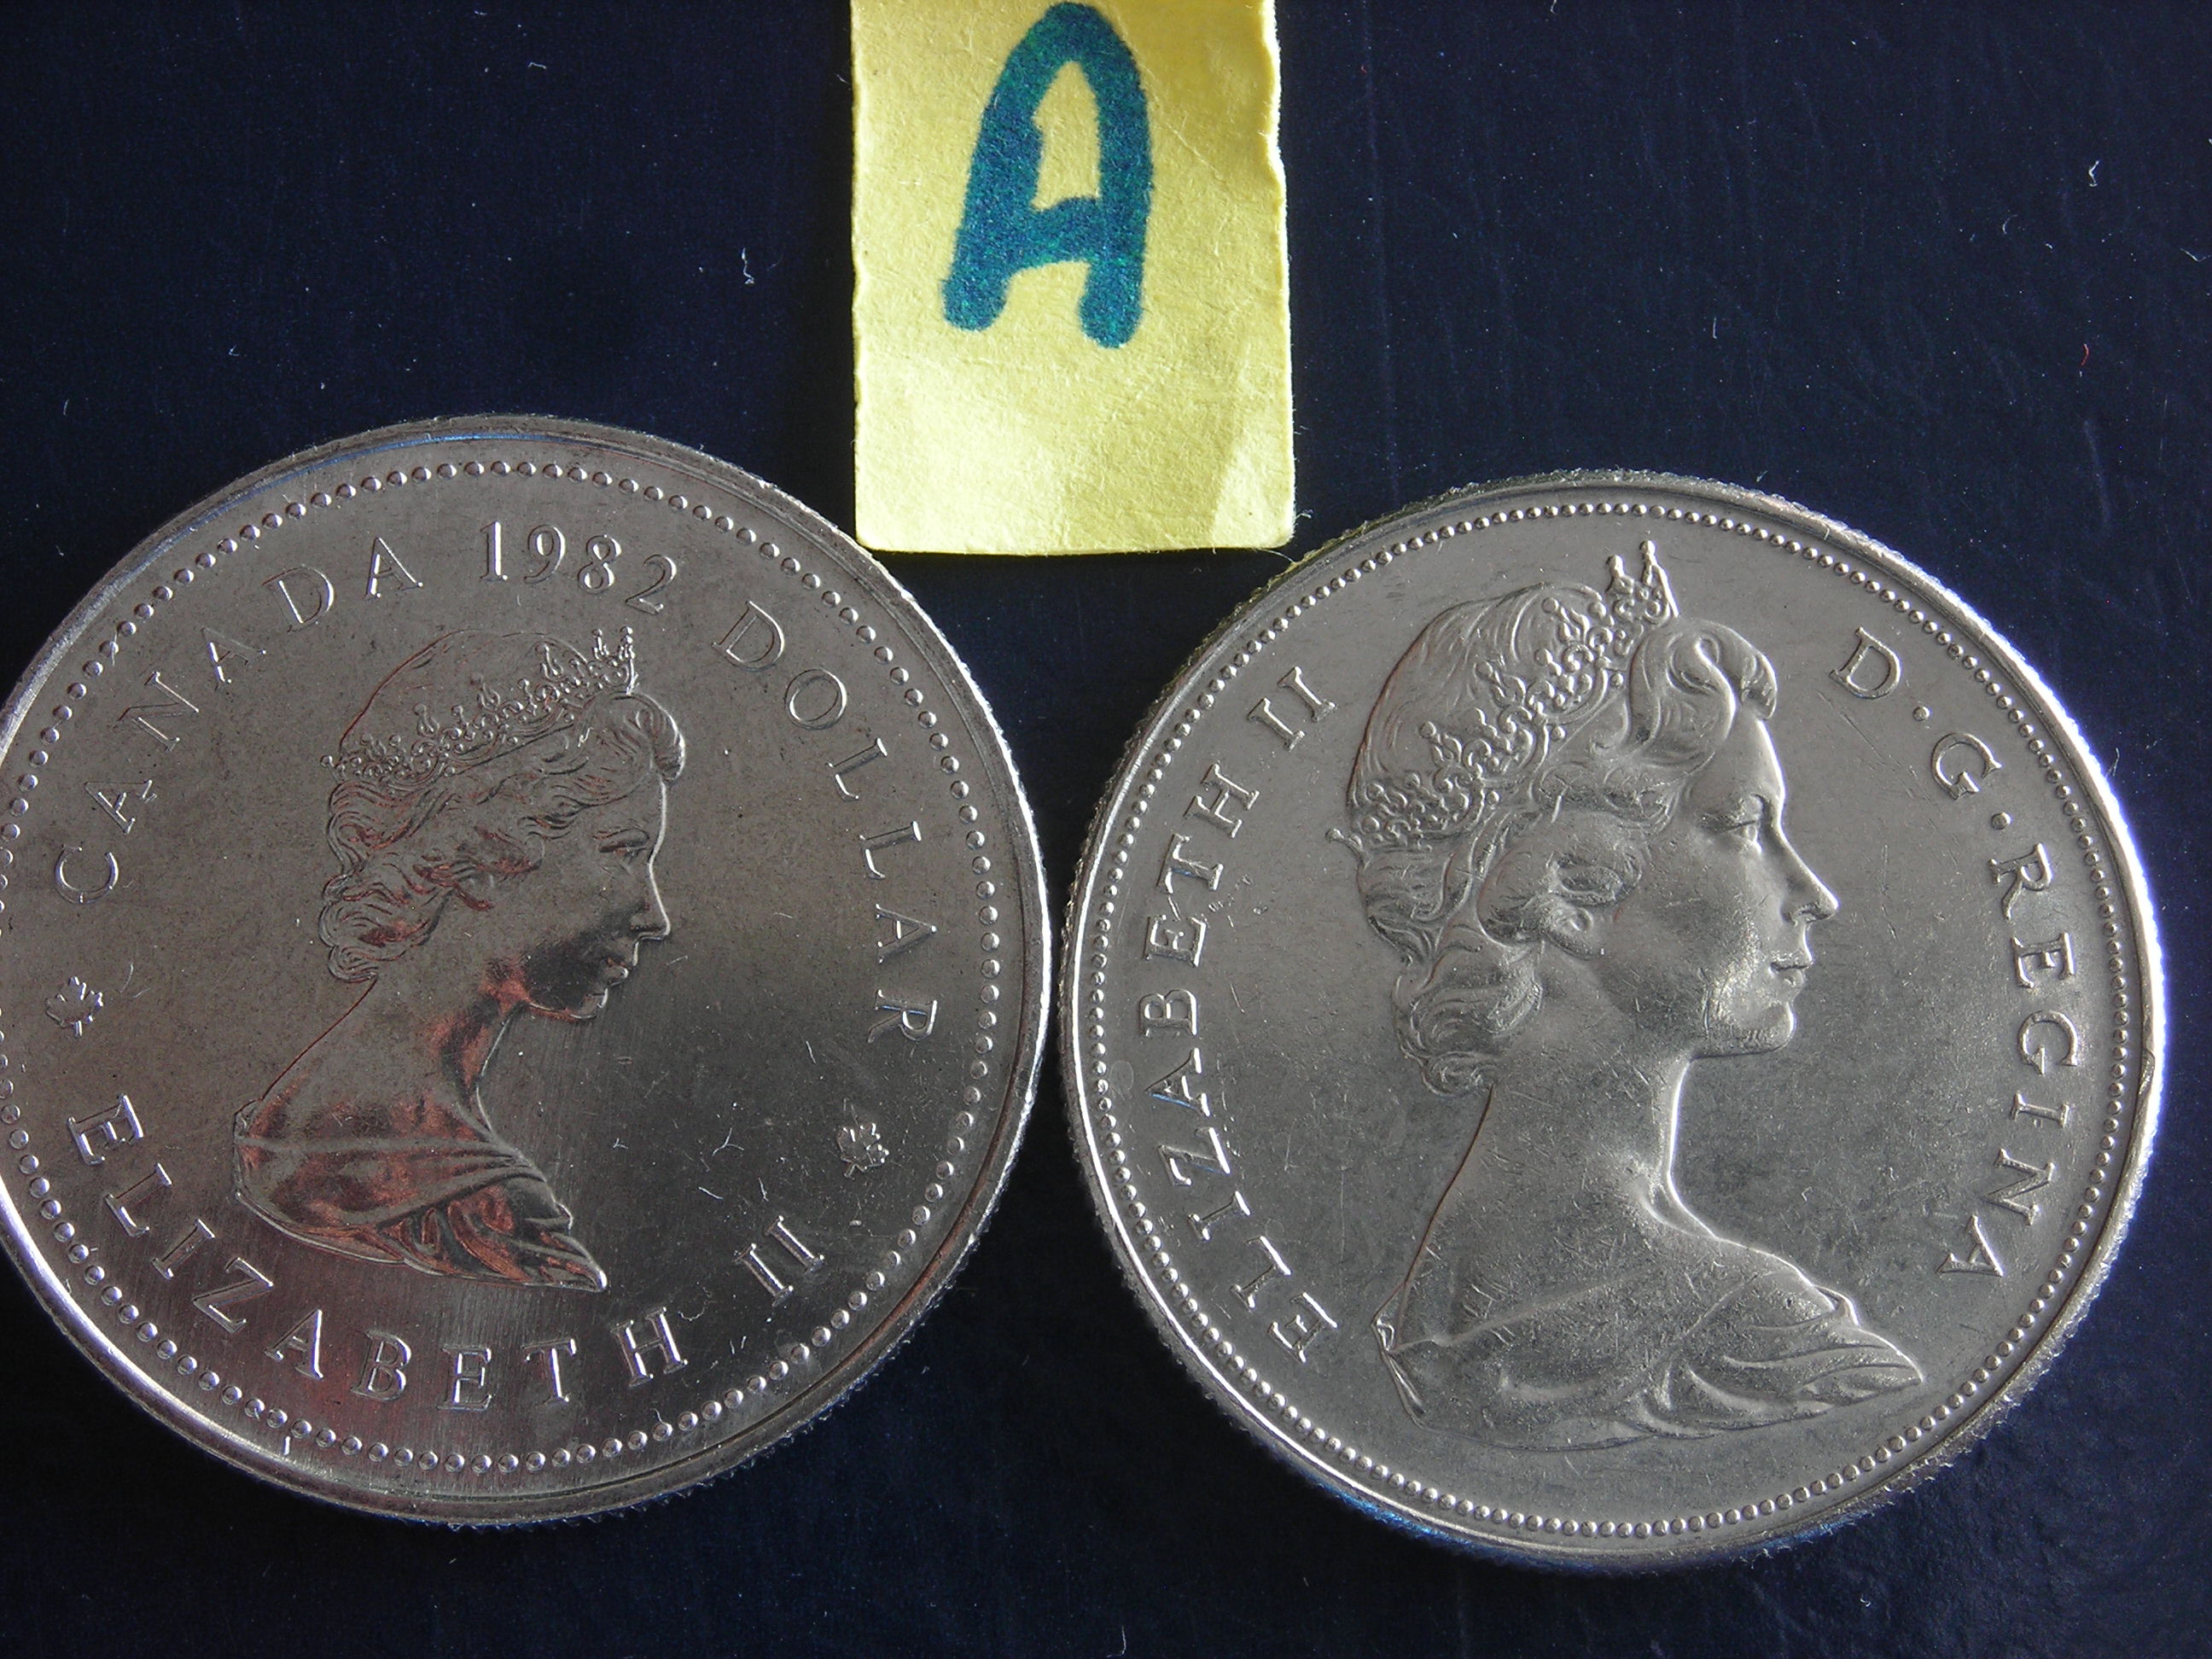 A
CANADA 1982 DOLLAR
ELIZABETH II
ELIZABETH II
D·G·REGINA